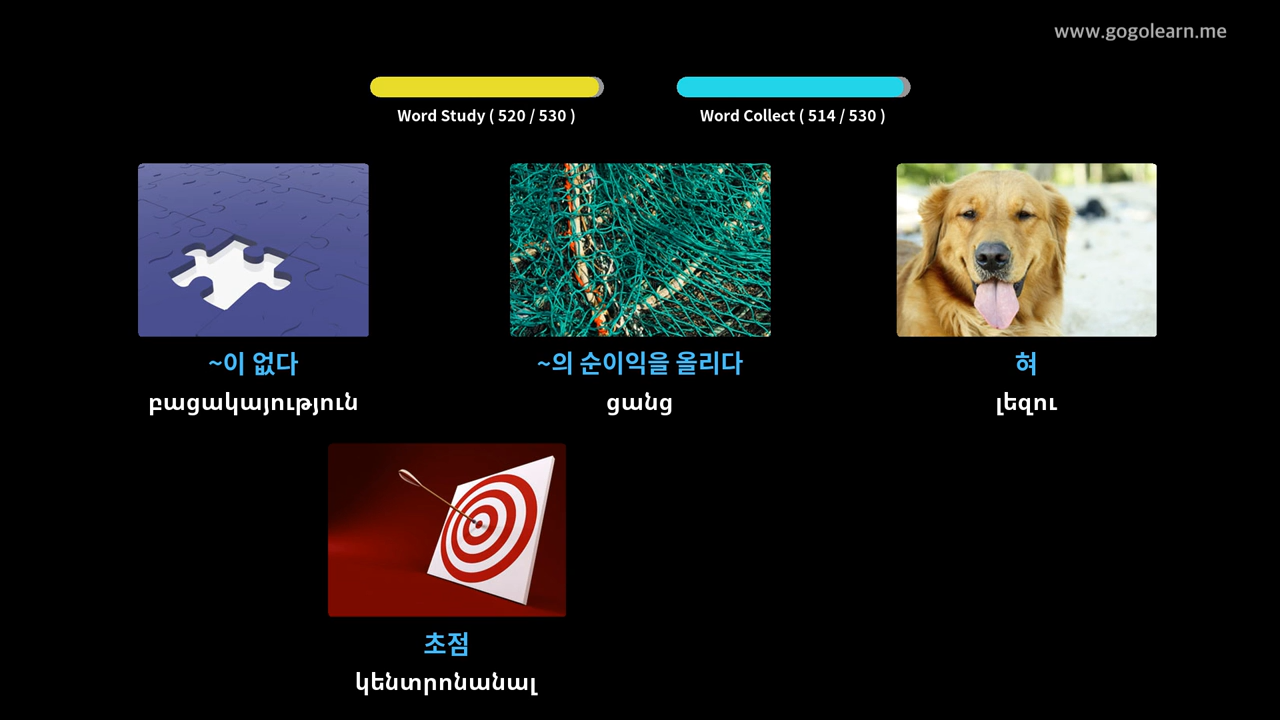 www.gogolearn.me
Word Study ( 520 / 530 )
Word Collect ( 514 / 530 )
~이 없다
~의 순이익을 올리다
혀
բացակայություն
ցանց
լեզու
초점
կենտրոնանալ